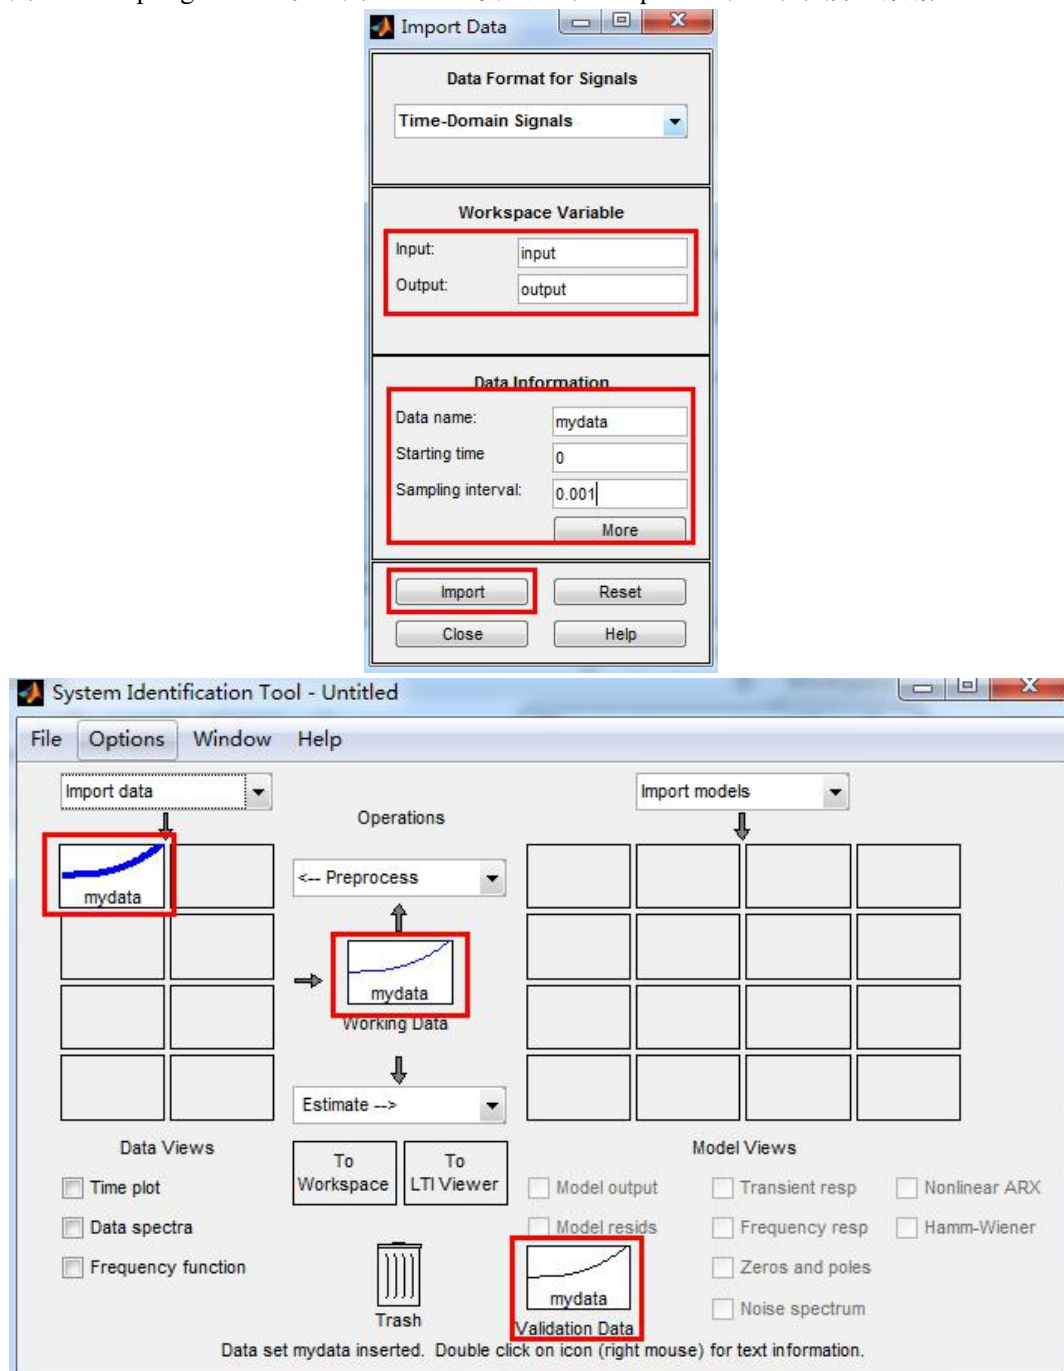 Import Data
Data Format for Signals
Time-Domain Signals
Workspace Variable
Input: input
Output: output
Data Information
Data name: mydata
Starting time 0
Sampling interval: 0.001
More
Import Reset
Close Help
System Identification Tool - Untitled
File Options Window Help
Import data Import models
Operations
<-- Preprocess
mydata
mydata
Working Data
Estimate -->
Data Views Model Views
To Workspace To LTI Viewer
Time plot Model output Transient resp Nonlinear ARX
Data spectra Model resids Frequency resp Hamm-Wiener
Frequency function Zeros and poles
mydata Noise spectrum
Trash Validation Data
Data set mydata inserted. Double click on icon (right mouse) for text information.